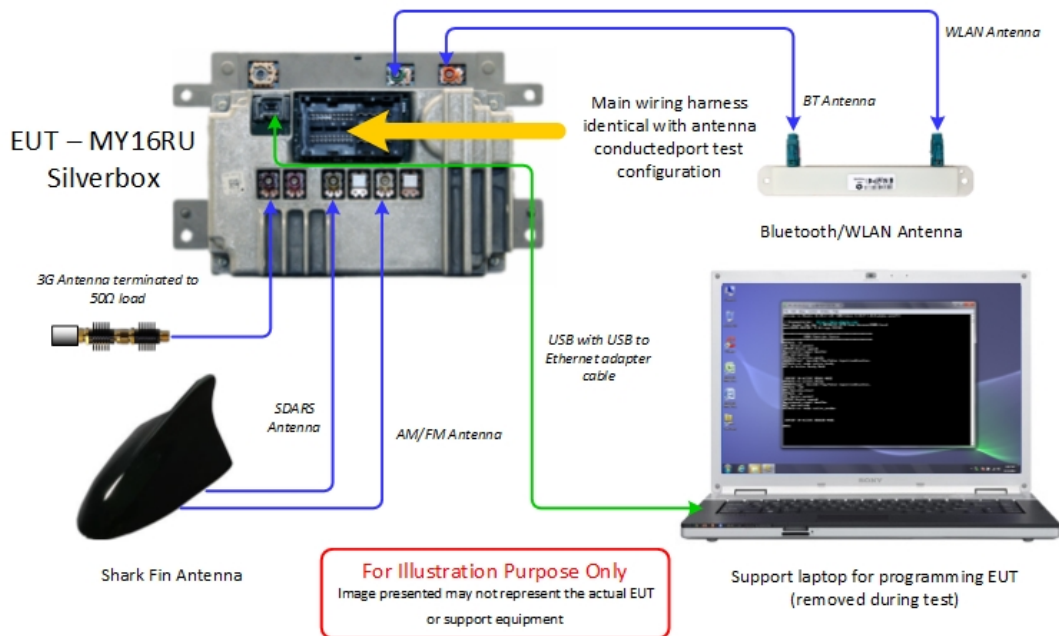 WLAN Antenna
BT Antenna
EUT – MY16RU
Silverbox
Main wiring harness
identical with antenna
conductedport test
configuration
Bluetooth/WLAN Antenna
3G Antenna terminated to
50Ω load
USB with USB to
Ethernet adapter
cable
SDARS
Antenna
AM/FM Antenna
SONY
Shark Fin Antenna
For Illustration Purpose Only
Image presented may not represent the actual EUT
or support equipment
Support laptop for programming EUT
(removed during test)